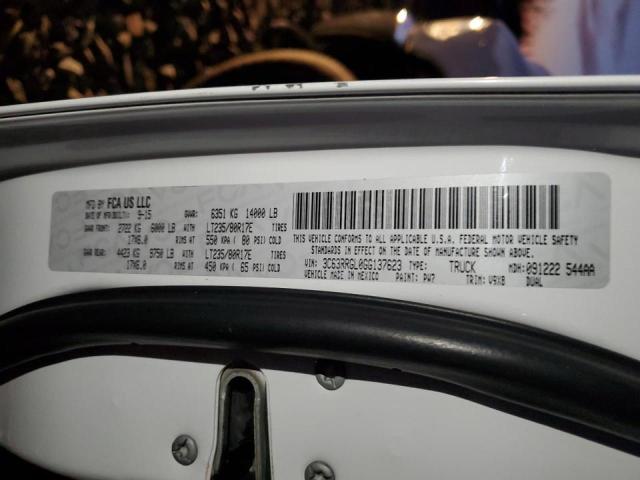 MFD BY FCA US LLC
DATE OF MFR(BUILT): 9-15 GVWR: 6351 KG 14000 LB
GAWR FRONT: 2722 KG 6000 LB LT235/80R17E TIRES
17X6.0 RIMS AT 550 KPA ( 80 PSI) COLD
GAWR REAR: 4423 KG 9750 LB LT235/80R17E TIRES
17X6.0 RIMS AT 450 KPA ( 65 PSI) COLD
THIS VEHICLE CONFORMS TO ALL APPLICABLE U.S.A. FEDERAL MOTOR VEHICLE SAFETY
STANDARDS IN EFFECT ON THE DATE OF MANUFACTURE SHOWN ABOVE.
VIN: 3C63RRGL0GG137623 TYPE: TRUCK MDH: 091222 544AA
VEHICLE MADE IN MEXICO PAINT: PW7 TRIM: V9X8 DUAL